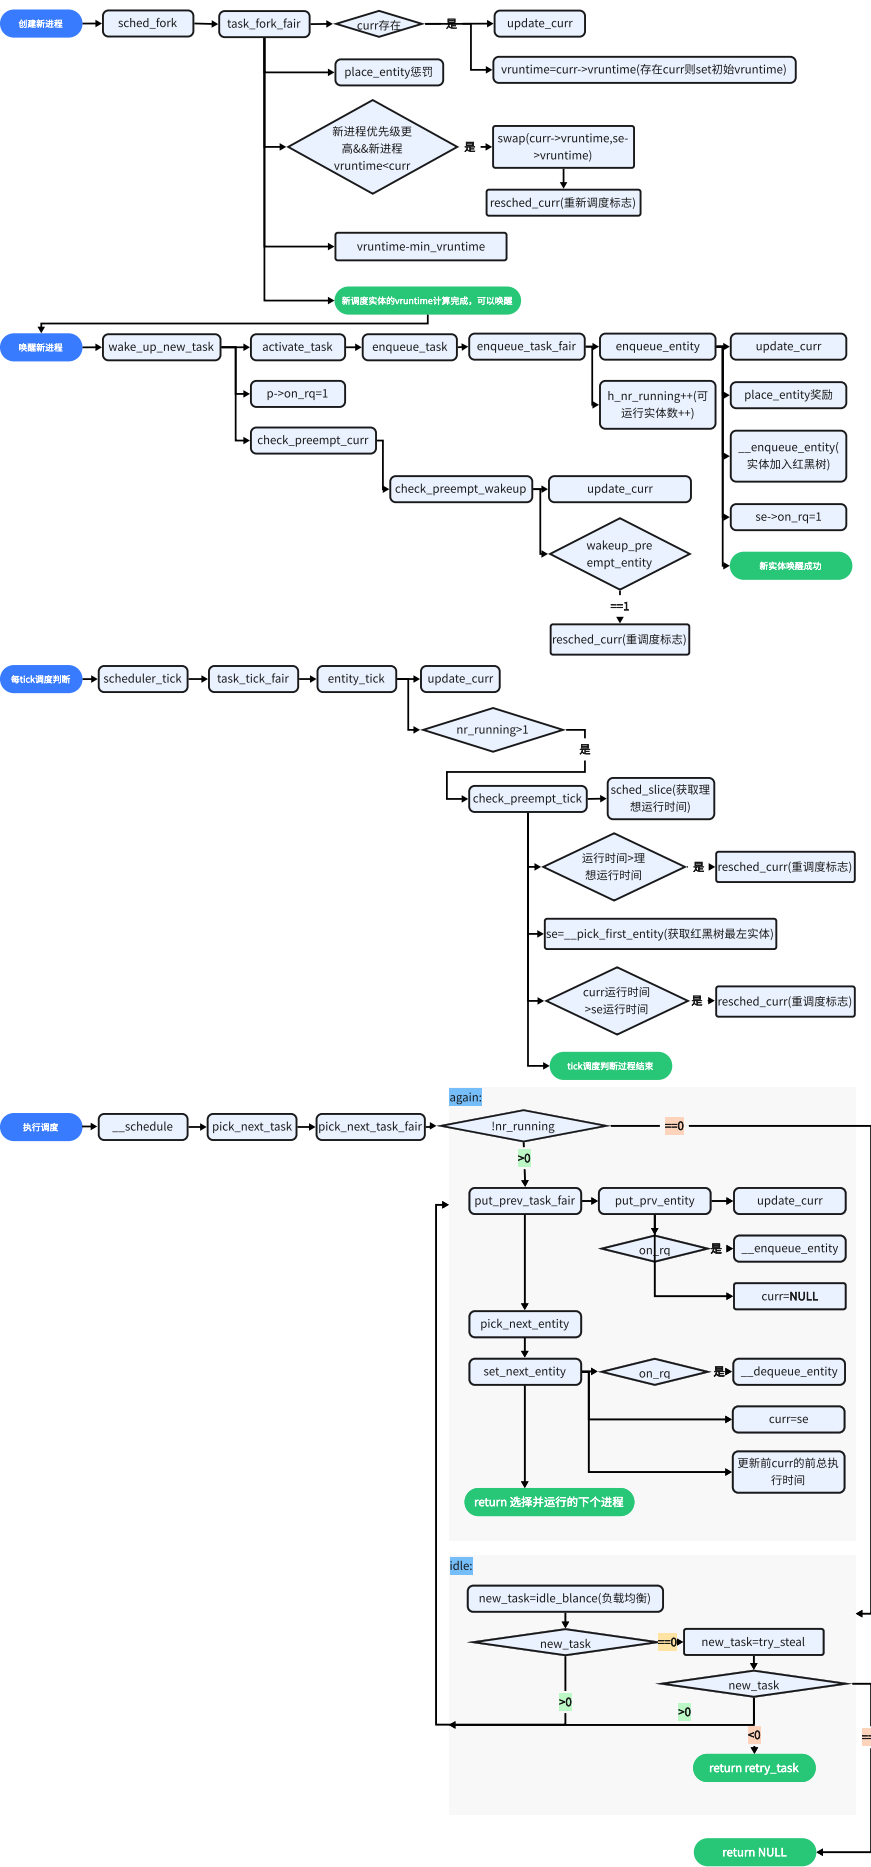 创建新进程
sched_fork
task_fork_fair
curr存在
是
update_curr
vruntime=curr->vruntime(存在curr则set初始vruntime)
place_entity惩罚
新进程优先级更
高&&新进程
vruntime<curr
是
swap(curr->vruntime,se-
>vruntime)
resched_curr(重新调度标志)
vruntime-min_vruntime
新调度实体的vruntime计算完成，可以唤醒
唤醒新进程
wake_up_new_task
activate_task
enqueue_task
enqueue_task_fair
enqueue_entity
update_curr
p->on_rq=1
h_nr_running++(可
运行实体数++)
place_entity奖励
check_preempt_curr
__enqueue_entity(
实体加入红黑树)
check_preempt_wakeup
update_curr
se->on_rq=1
wakeup_pre
empt_entity
新实体唤醒成功
==1
resched_curr(重调度标志)
每tick调度判断
scheduler_tick
task_tick_fair
entity_tick
update_curr
nr_running>1
是
check_preempt_tick
sched_slice(获取理
想运行时间)
运行时间>理
想运行时间
是
resched_curr(重调度标志)
se=__pick_first_entity(获取红黑树最左实体)
curr运行时间
>se运行时间
是
resched_curr(重调度标志)
tick调度判断过程结束
again:
执行调度
__schedule
pick_next_task
pick_next_task_fair
!nr_running
==0
>0
put_prev_task_fair
put_prv_entity
update_curr
on_rq
是
__enqueue_entity
curr=NULL
pick_next_entity
set_next_entity
on_rq
是
__dequeue_entity
curr=se
更新前curr的前总执
行时间
return 选择并运行的下个进程
idle:
new_task=idle_blance(负载均衡)
new_task
==0
new_task=try_steal
new_task
>0
>0
<0
==
return retry_task
return NULL